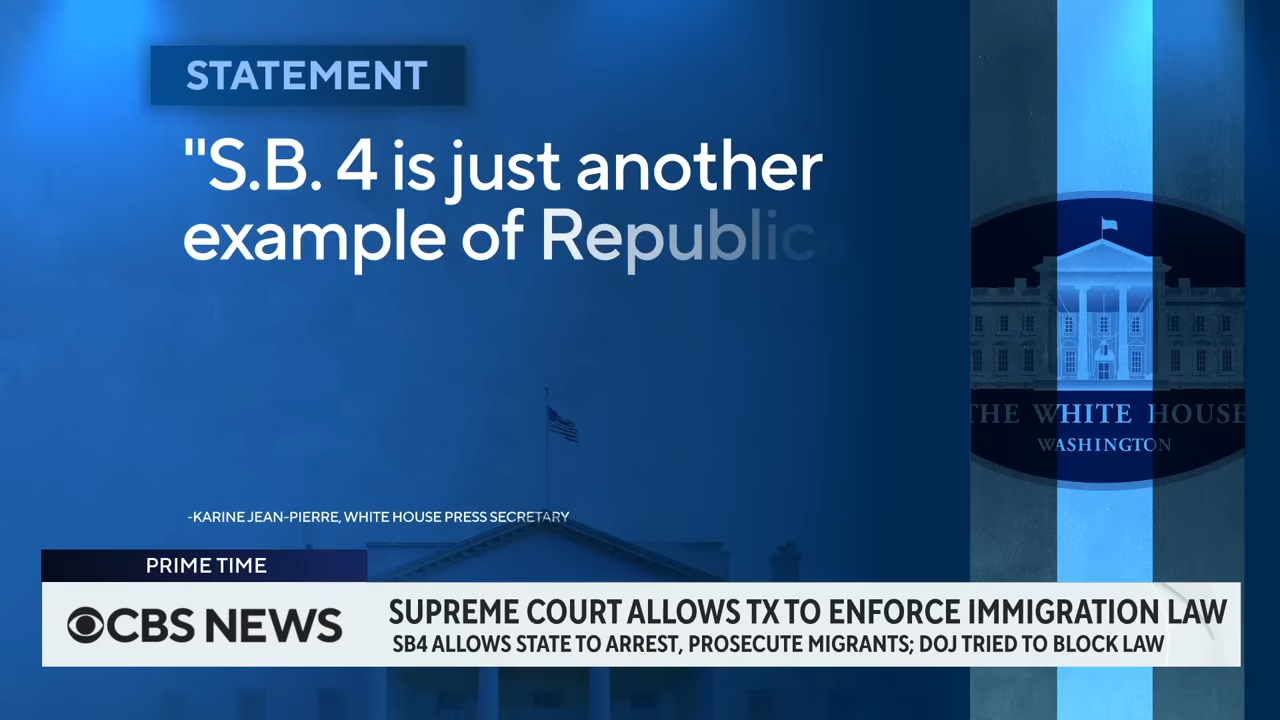 STATEMENT
"S.B. 4 is just another
example of Republic
-KARINE JEAN-PIERRE, WHITE HOUSE PRESS SECRETARY
THE WHITE HOUSE
WASHINGTON
PRIME TIME
CBS NEWS
SUPREME COURT ALLOWS TX TO ENFORCE IMMIGRATION LAW
SB4 ALLOWS STATE TO ARREST, PROSECUTE MIGRANTS; DOJ TRIED TO BLOCK LAW